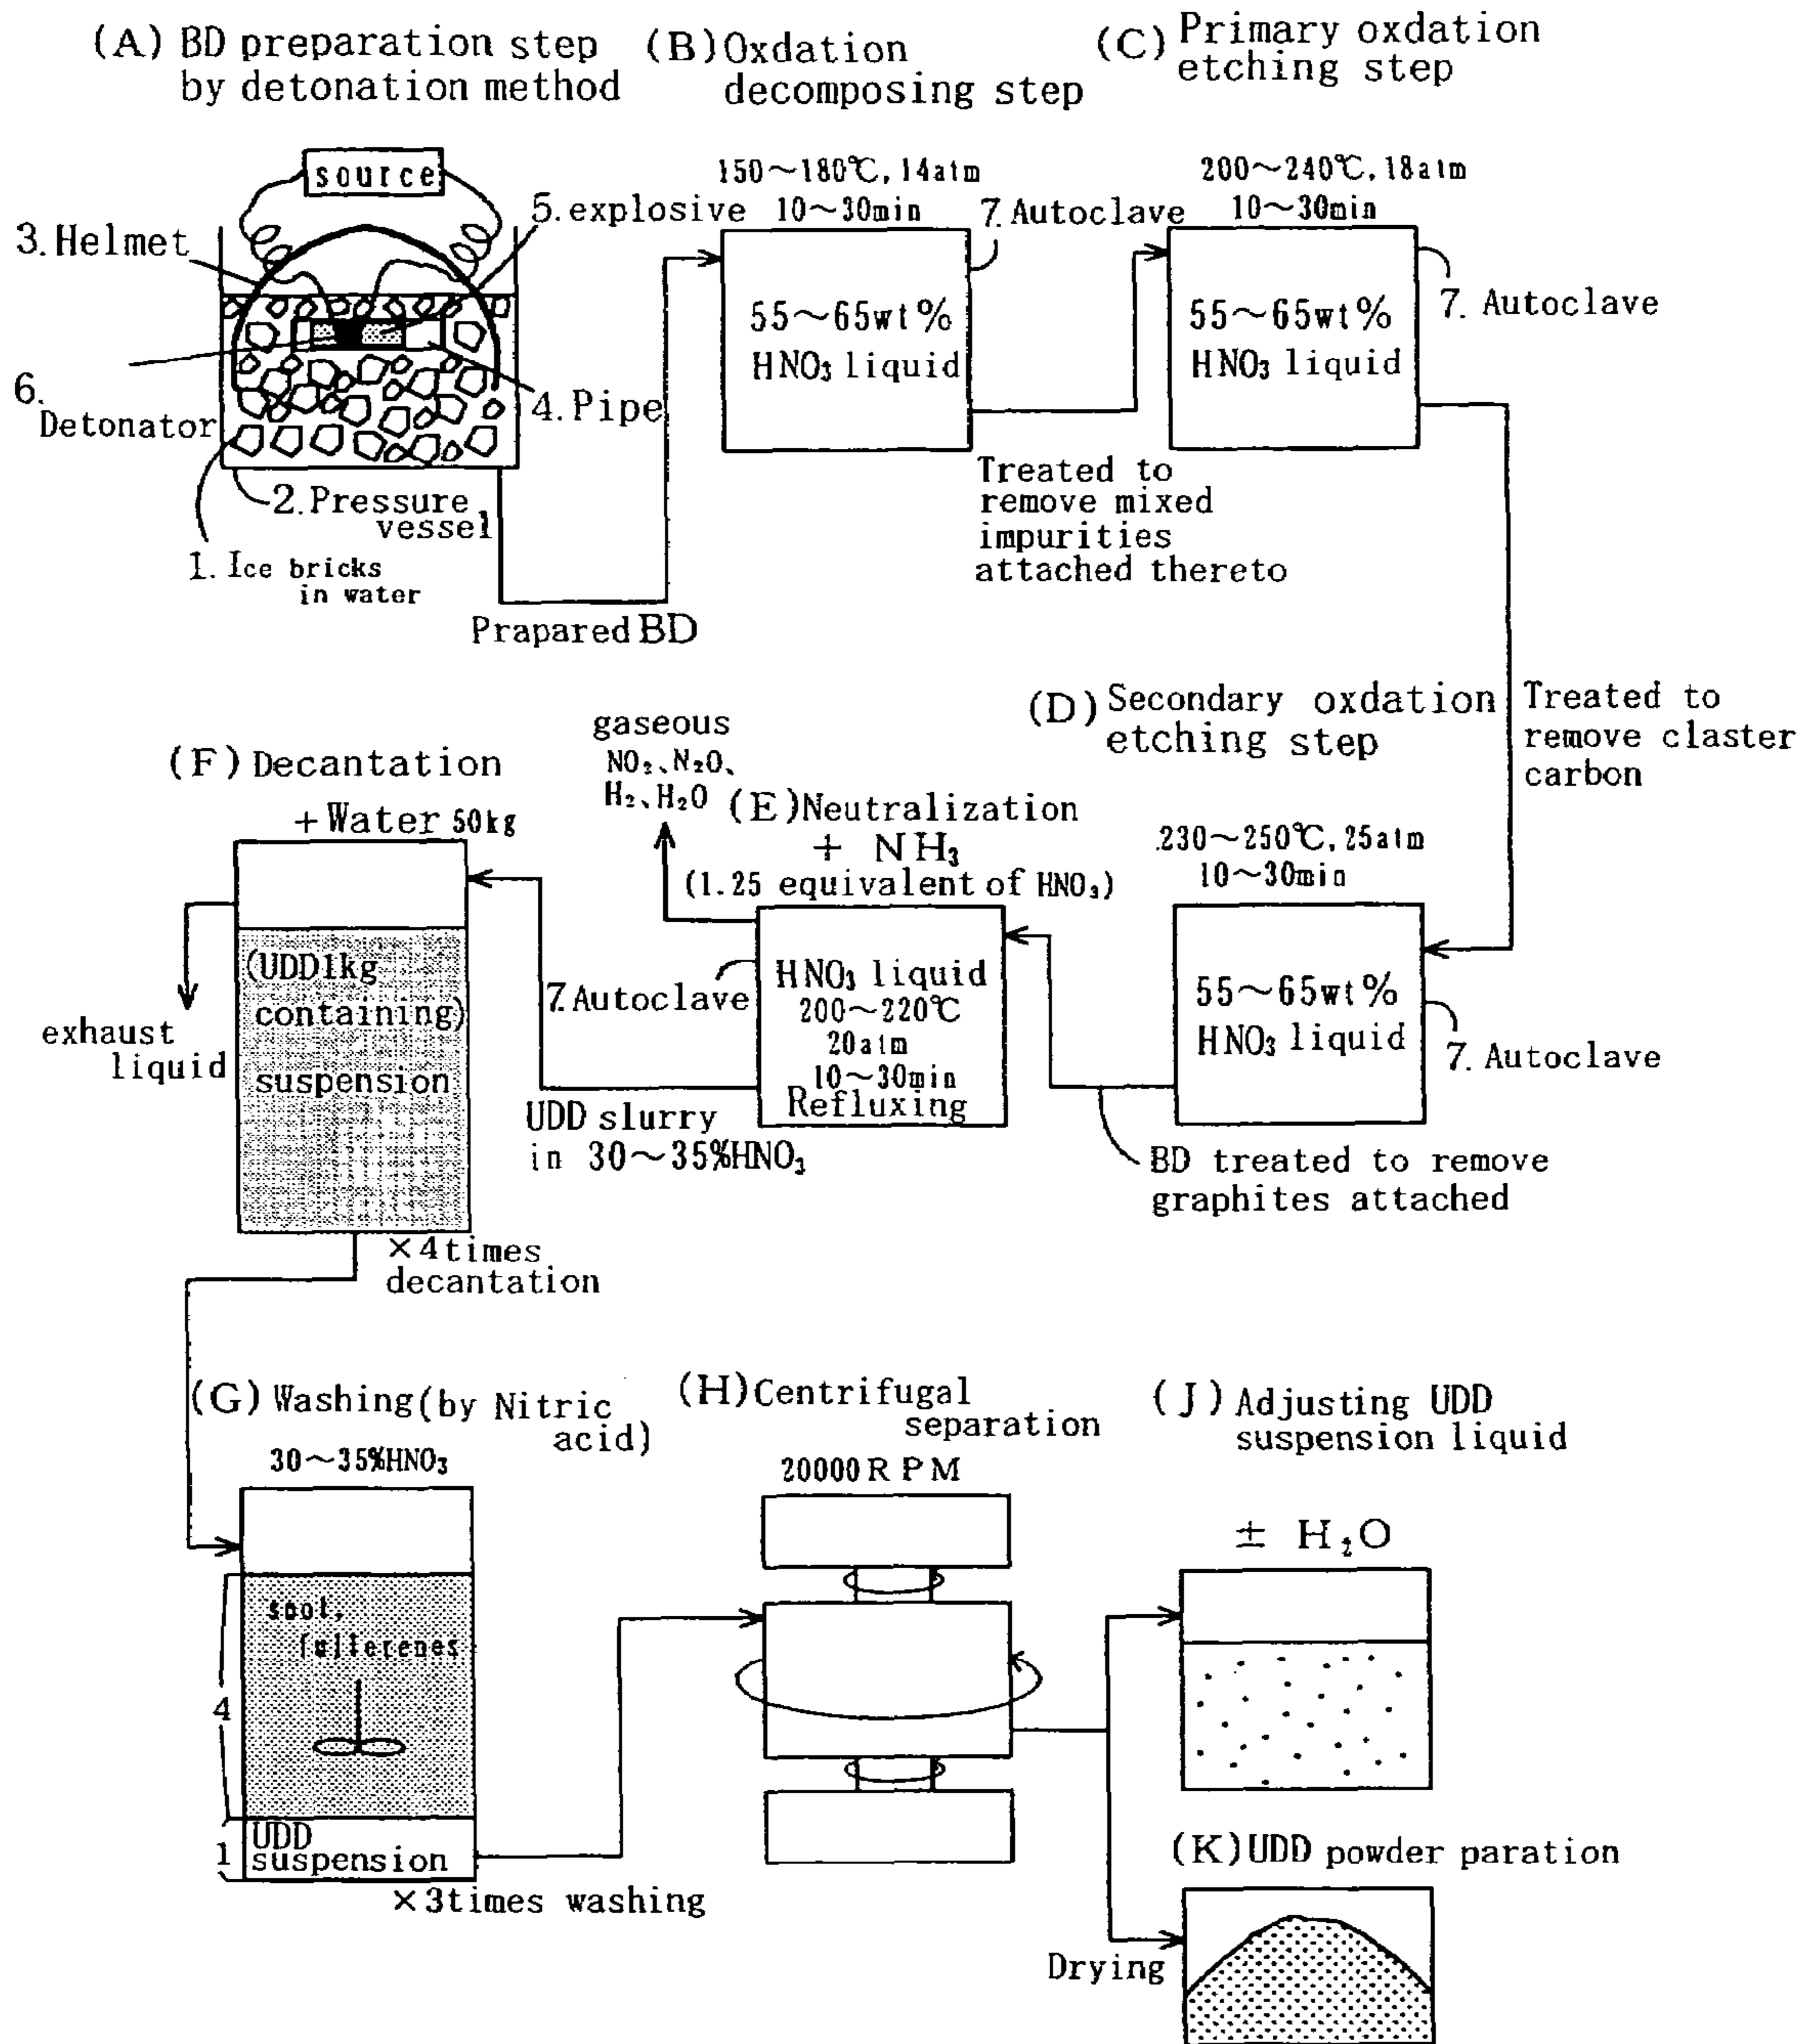 (A) BD preparation step
by detonation method
(B) Oxdation
decomposing step
(C) Primary oxdation
etching step
source
3. Helmet
5. explosive
6.
Detonator
4. Pipe
2. Pressure
vessel
1. Ice bricks
in water
Prapared BD
150～180℃, 14atm
10～30min
7. Autoclave
55～65wt%
HNO₃ liquid
Treated to
remove mixed
impurities
attached thereto
200～240℃, 18atm
10～30min
7. Autoclave
55～65wt%
HNO₃ liquid
Treated to
remove claster
carbon
(D) Secondary oxdation
etching step
.230～250℃, 25atm
10～30min
55～65wt%
HNO₃ liquid
7. Autoclave
BD treated to remove
graphites attached
gaseous
NO₂、N₂O、
H₂、H₂O
(E) Neutralization
+ NH₃
(1.25 equivalent of HNO₃)
7. Autoclave
HNO₃ liquid
200～220℃
20atm
10～30min
Refluxing
UDD slurry
in 30～35%HNO₃
(F) Decantation
+Water 50kg
(UDD1kg
containing)
suspension
exhaust
liquid
×4times
decantation
(G) Washing (by Nitric
acid)
30～35%HNO₃
soot,
fullerenes
4
1
UDD
suspension
×3times washing
(H) Centrifugal
separation
20000RPM
(J) Adjusting UDD
suspension liquid
± H₂O
(K) UDD powder paration
Drying